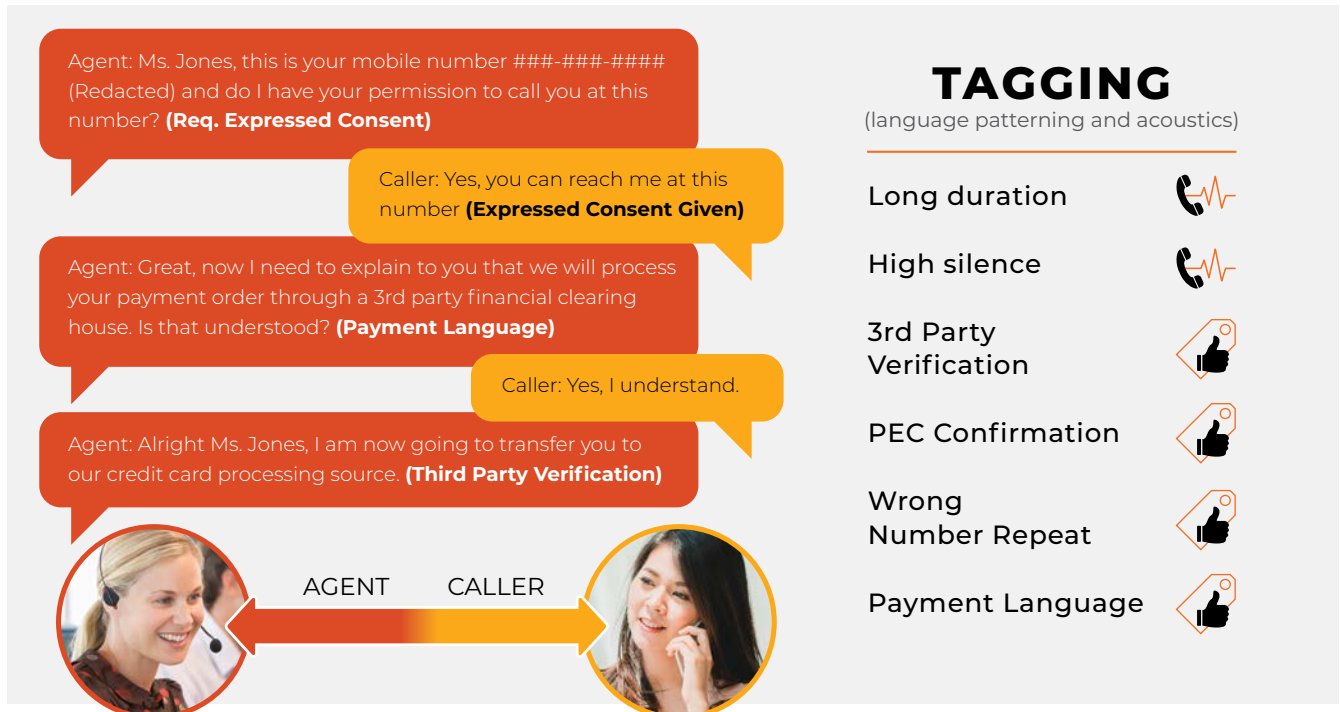 Agent: Ms. Jones, this is your mobile number ###-###-####
(Redacted) and do I have your permission to call you at this
number? (Req. Expressed Consent)
Caller: Yes, you can reach me at this
number (Expressed Consent Given)
Agent: Great, now I need to explain to you that we will process
your payment order through a 3rd party financial clearing
house. Is that understood? (Payment Language)
Caller: Yes, I understand.
Agent: Alright Ms. Jones, I am now going to transfer you to
our credit card processing source. (Third Party Verification)
AGENT
CALLER
TAGGING
(language patterning and acoustics)
Long duration
High silence
3rd Party
Verification
PEC Confirmation
Wrong
Number Repeat
Payment Language